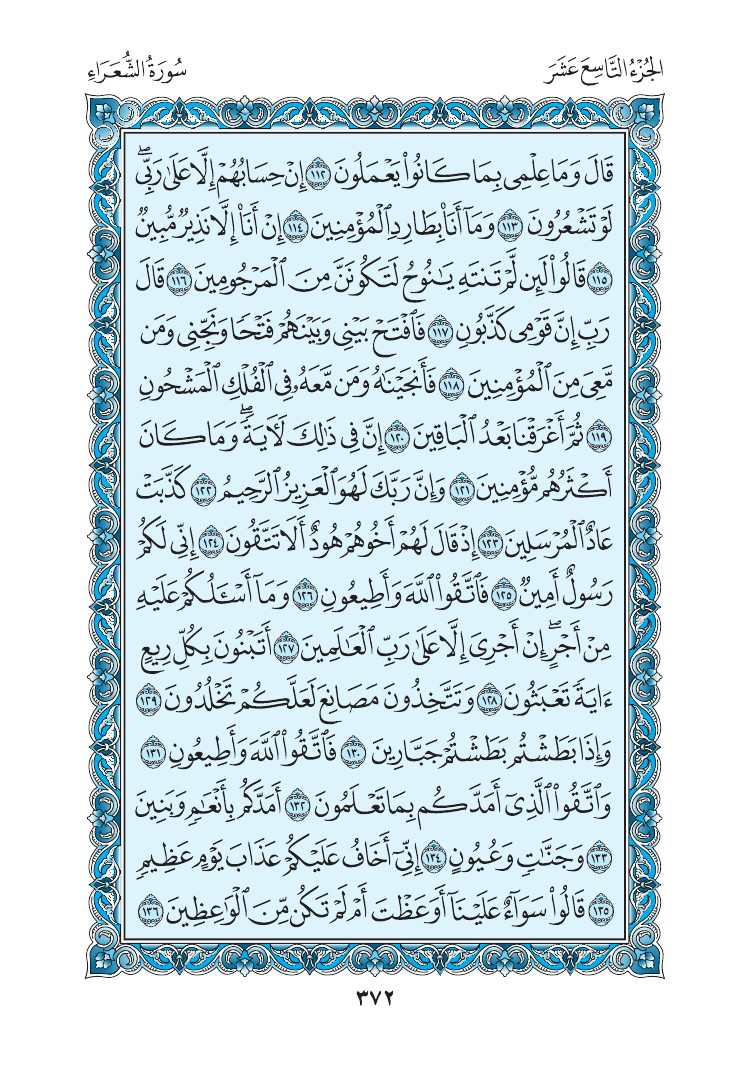 الجُزْءُ التَّاسِعَ عَشَرَ
سُورَةُ الشُّعَرَاءِ
قَالَ وَمَا عِلْمِى بِمَا كَانُوا۟ يَعْمَلُونَ ١١٢ إِنْ حِسَابُهُمْ إِلَّا عَلَىٰ رَبِّى ۖ
لَوْ تَشْعُرُونَ ١١٣ وَمَآ أَنَا۠ بِطَارِدِ ٱلْمُؤْمِنِينَ ١١٤ إِنْ أَنَا۠ إِلَّا نَذِيرٌ مُّبِينٌ
١١٥ قَالُوا۟ لَئِن لَّمْ تَنتَهِ يَـٰنُوحُ لَتَكُونَنَّ مِنَ ٱلْمَرْجُومِينَ ١١٦ قَالَ
رَبِّ إِنَّ قَوْمِى كَذَّبُونِ ١١٧ فَٱفْتَحْ بَيْنِى وَبَيْنَهُمْ فَتْحًا وَنَجِّنِى وَمَن
مَّعِىَ مِنَ ٱلْمُؤْمِنِينَ ١١٨ فَأَنجَيْنَـٰهُ وَمَن مَّعَهُۥ فِى ٱلْفُلْكِ ٱلْمَشْحُونِ
١١٩ ثُمَّ أَغْرَقْنَا بَعْدُ ٱلْبَاقِينَ ١٢٠ إِنَّ فِى ذَٰلِكَ لَـَٔايَةً ۖ وَمَا كَانَ
أَكْثَرُهُم مُّؤْمِنِينَ ١٢١ وَإِنَّ رَبَّكَ لَهُوَ ٱلْعَزِيزُ ٱلرَّحِيمُ ١٢٢ كَذَّبَتْ
عَادٌ ٱلْمُرْسَلِينَ ١٢٣ إِذْ قَالَ لَهُمْ أَخُوهُمْ هُودٌ أَلَا تَتَّقُونَ ١٢٤ إِنِّى لَكُمْ
رَسُولٌ أَمِينٌ ١٢٥ فَٱتَّقُوا۟ ٱللَّهَ وَأَطِيعُونِ ١٢٦ وَمَآ أَسْـَٔلُكُمْ عَلَيْهِ
مِنْ أَجْرٍ ۖ إِنْ أَجْرِىَ إِلَّا عَلَىٰ رَبِّ ٱلْعَـٰلَمِينَ ١٢٧ أَتَبْنُونَ بِكُلِّ رِيعٍ
ءَايَةً تَعْبَثُونَ ١٢٨ وَتَتَّخِذُونَ مَصَانِعَ لَعَلَّكُمْ تَخْلُدُونَ ١٢٩
وَإِذَا بَطَشْتُم بَطَشْتُمْ جَبَّارِينَ ١٣٠ فَٱتَّقُوا۟ ٱللَّهَ وَأَطِيعُونِ ١٣١
وَٱتَّقُوا۟ ٱلَّذِىٓ أَمَدَّكُم بِمَا تَعْلَمُونَ ١٣٢ أَمَدَّكُم بِأَنْعَـٰمٍ وَبَنِينَ
١٣٣ وَجَنَّـٰتٍ وَعُيُونٍ ١٣٤ إِنِّىٓ أَخَافُ عَلَيْكُمْ عَذَابَ يَوْمٍ عَظِيمٍ
١٣٥ قَالُوا۟ سَوَآءٌ عَلَيْنَآ أَوَعَظْتَ أَمْ لَمْ تَكُن مِّنَ ٱلْوَٰعِظِينَ ١٣٦
٣٧٢